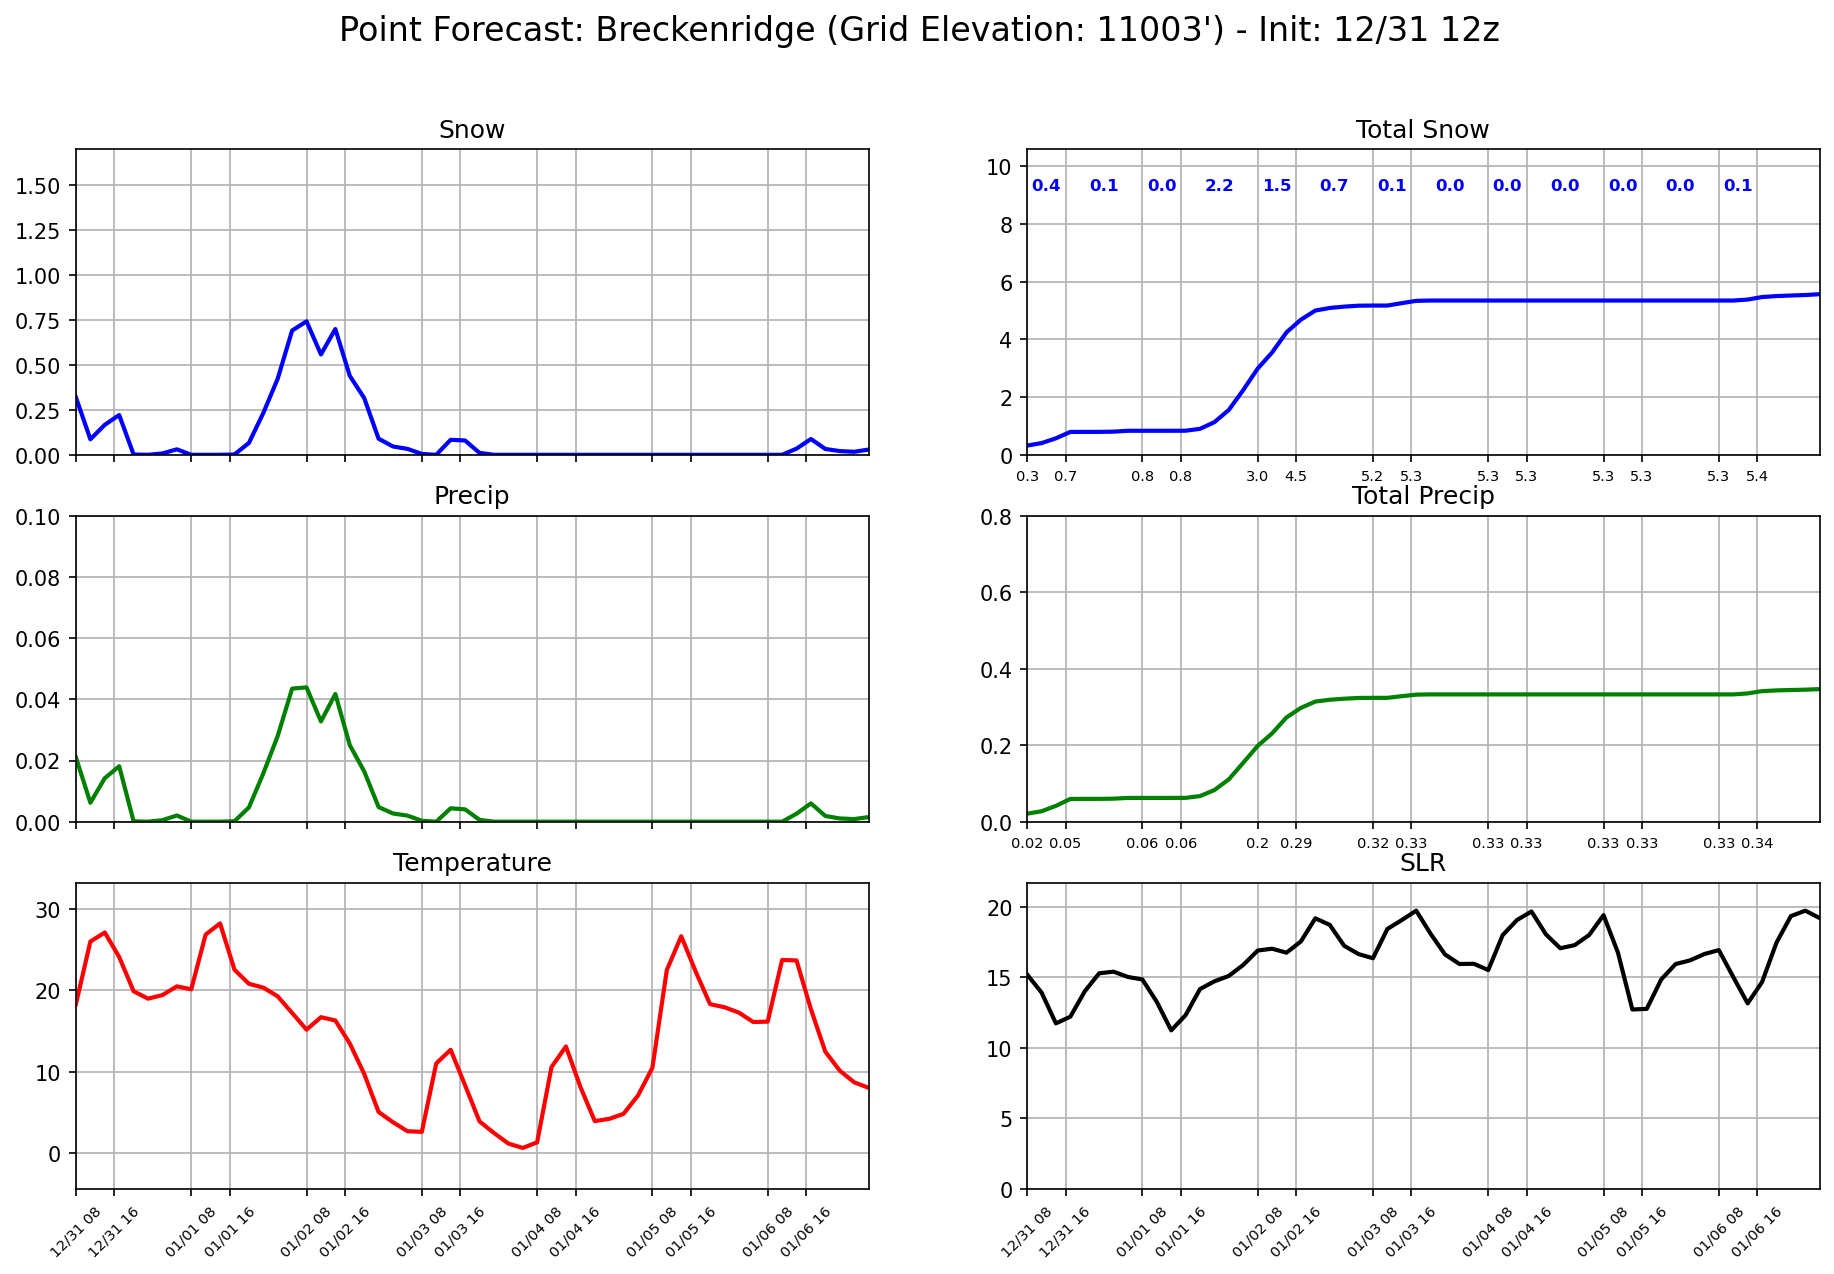 Point Forecast: Breckenridge (Grid Elevation: 11003') - Init: 12/31 12z
Snow
1.50
1.25
1.00
0.75
0.50
0.25
0.00
Total Snow
10
8
6
4
2
0
0.4 0.1 0.0 2.2 1.5 0.7 0.1 0.0 0.0 0.0 0.0 0.0 0.1
0.3 0.7 0.8 0.8 3.0 4.5 5.2 5.3 5.3 5.3 5.3 5.3 5.3 5.4
Precip
0.10
0.08
0.06
0.04
0.02
0.00
Total Precip
0.8
0.6
0.4
0.2
0.0
0.02 0.05 0.06 0.06 0.2 0.29 0.32 0.33 0.33 0.33 0.33 0.33 0.33 0.34
Temperature
30
20
10
0
12/31 08 12/31 16 01/01 08 01/01 16 01/02 08 01/02 16 01/03 08 01/03 16 01/04 08 01/04 16 01/05 08 01/05 16 01/06 08 01/06 16
SLR
20
15
10
5
0
12/31 08 12/31 16 01/01 08 01/01 16 01/02 08 01/02 16 01/03 08 01/03 16 01/04 08 01/04 16 01/05 08 01/05 16 01/06 08 01/06 16